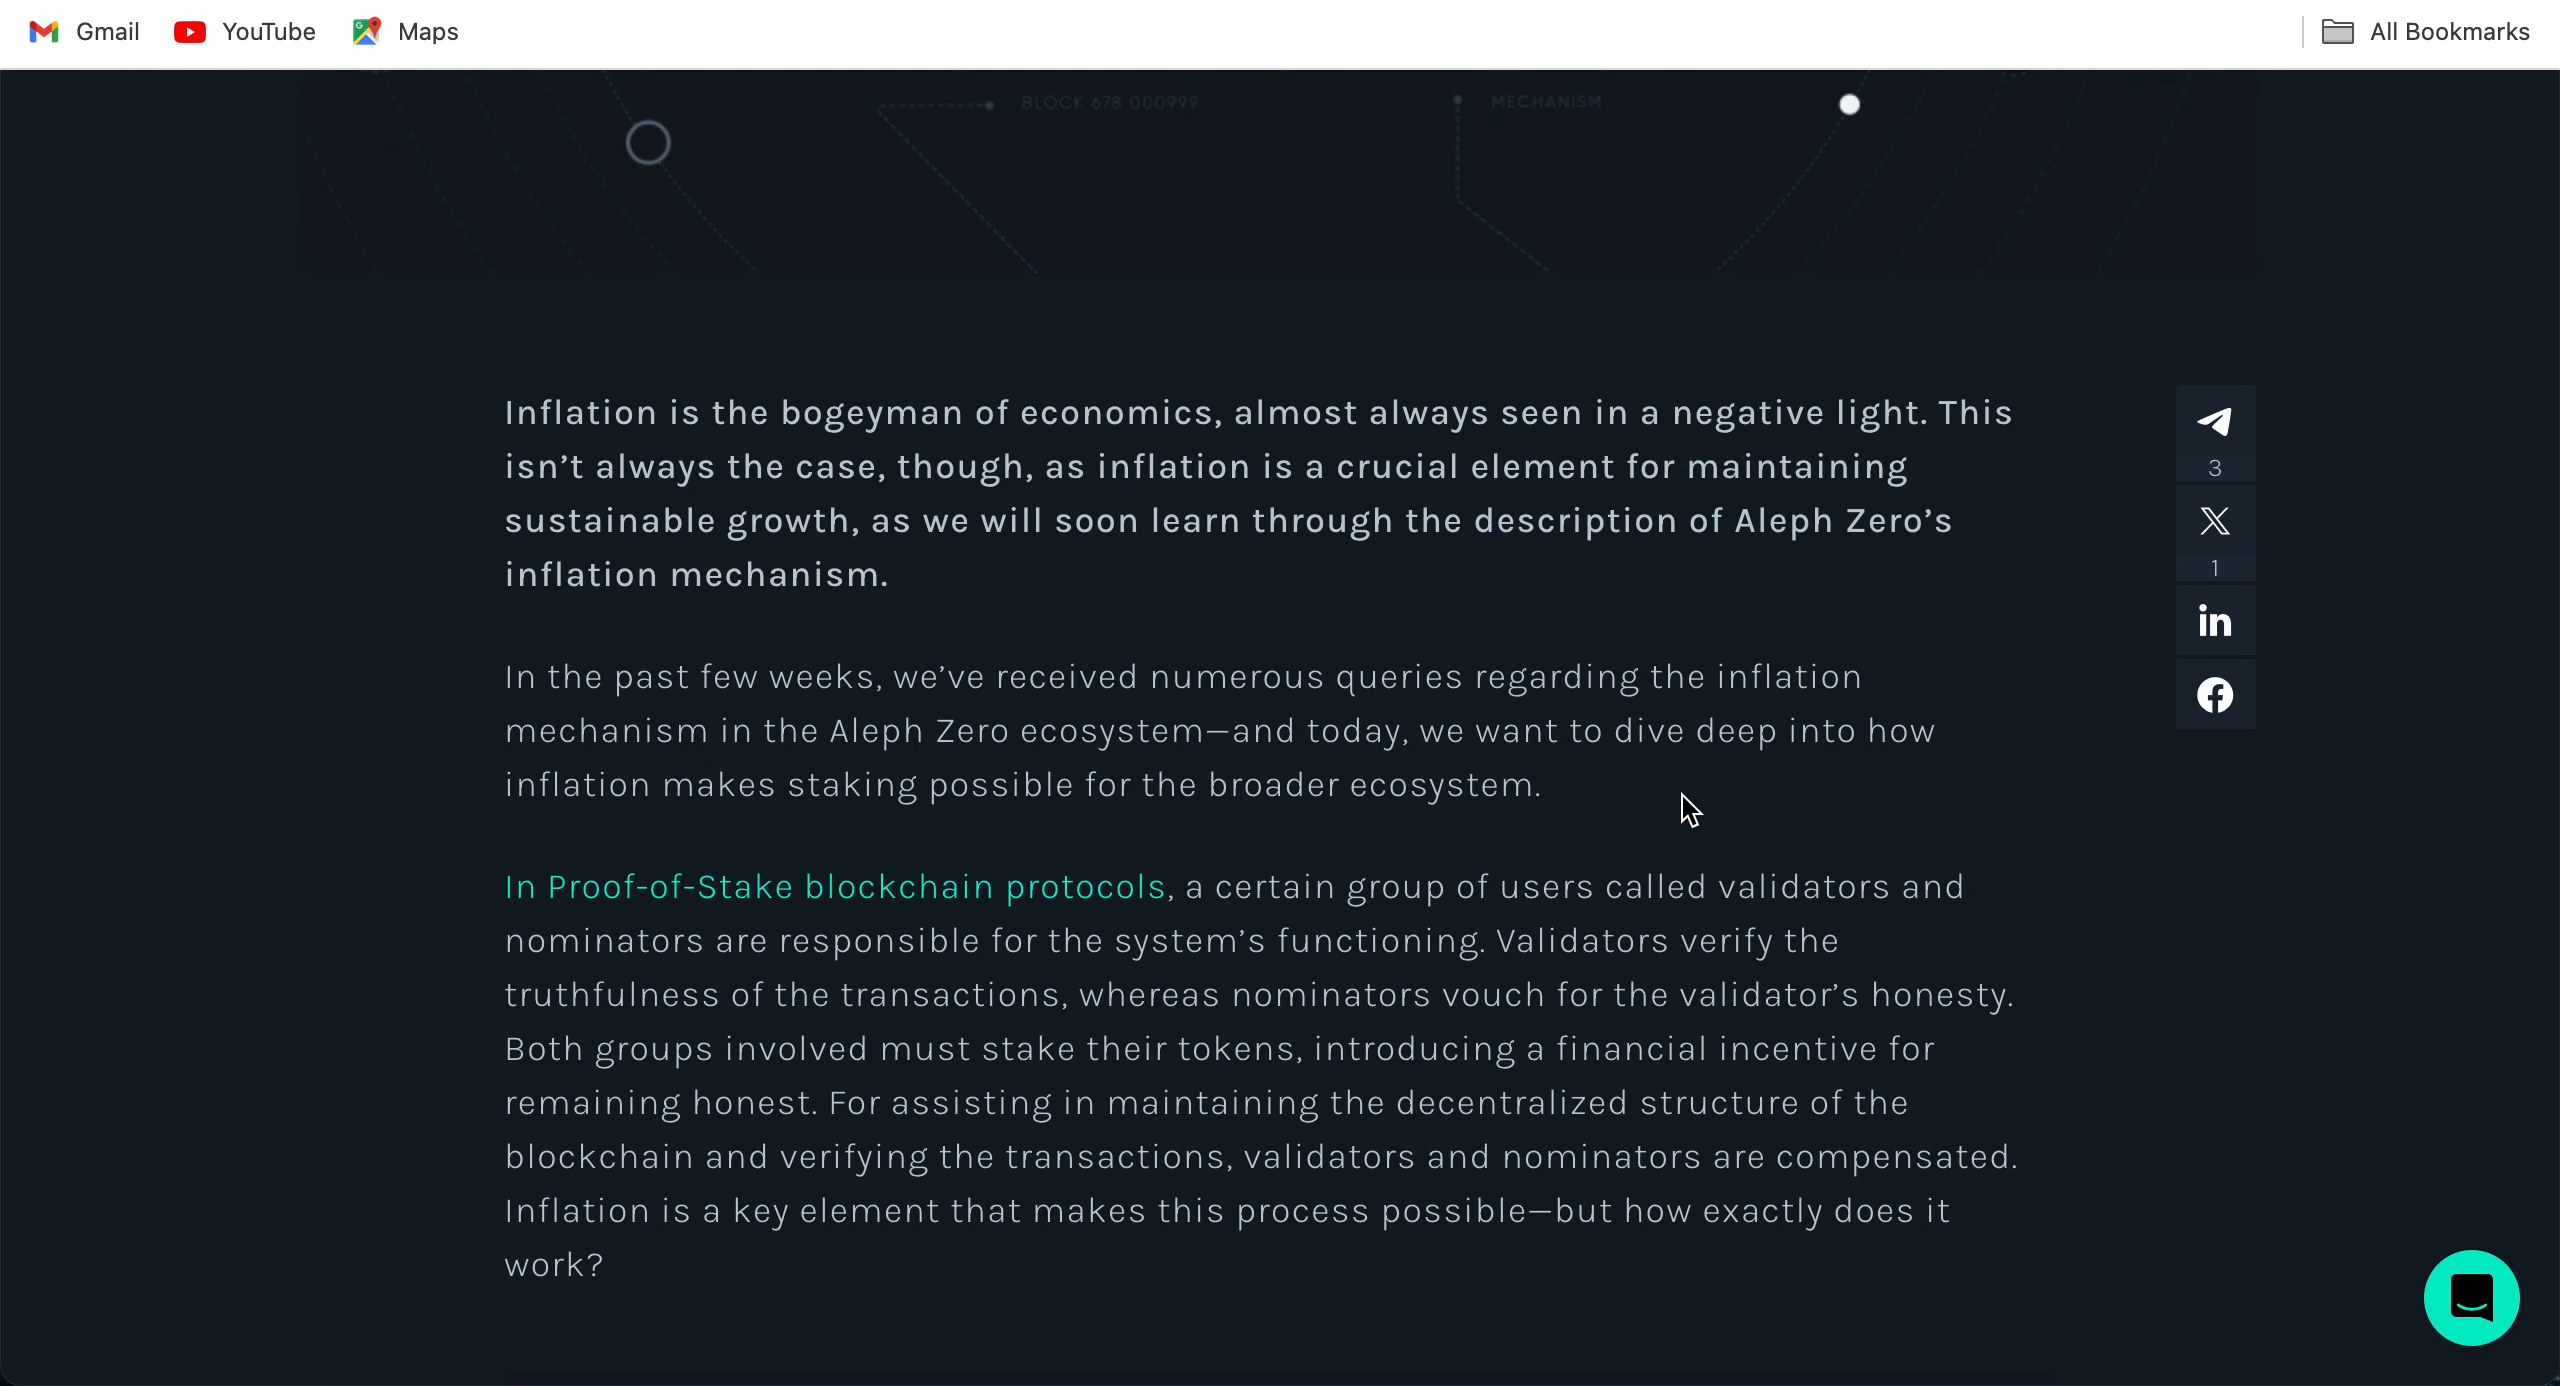 Gmail YouTube Maps All Bookmarks
BLOCK 678 000999 MECHANISM
Inflation is the bogeyman of economics, almost always seen in a negative light. This
isn’t always the case, though, as inflation is a crucial element for maintaining
sustainable growth, as we will soon learn through the description of Aleph Zero’s
inflation mechanism.
In the past few weeks, we’ve received numerous queries regarding the inflation
mechanism in the Aleph Zero ecosystem—and today, we want to dive deep into how
inflation makes staking possible for the broader ecosystem.
In Proof-of-Stake blockchain protocols, a certain group of users called validators and
nominators are responsible for the system’s functioning. Validators verify the
truthfulness of the transactions, whereas nominators vouch for the validator’s honesty.
Both groups involved must stake their tokens, introducing a financial incentive for
remaining honest. For assisting in maintaining the decentralized structure of the
blockchain and verifying the transactions, validators and nominators are compensated.
Inflation is a key element that makes this process possible—but how exactly does it
work?
3
1